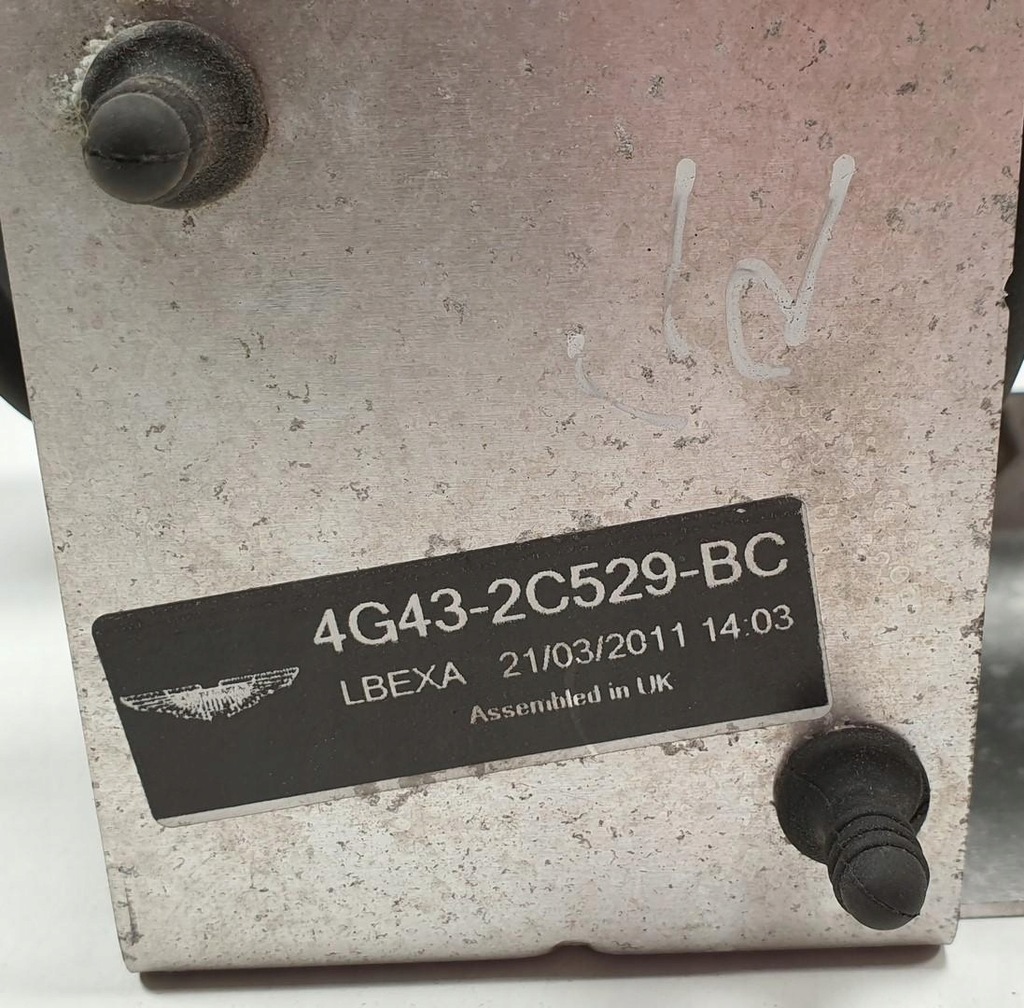 4G43-2C529-BC
LBEXA 21/03/2011 14:03
Assembled in UK